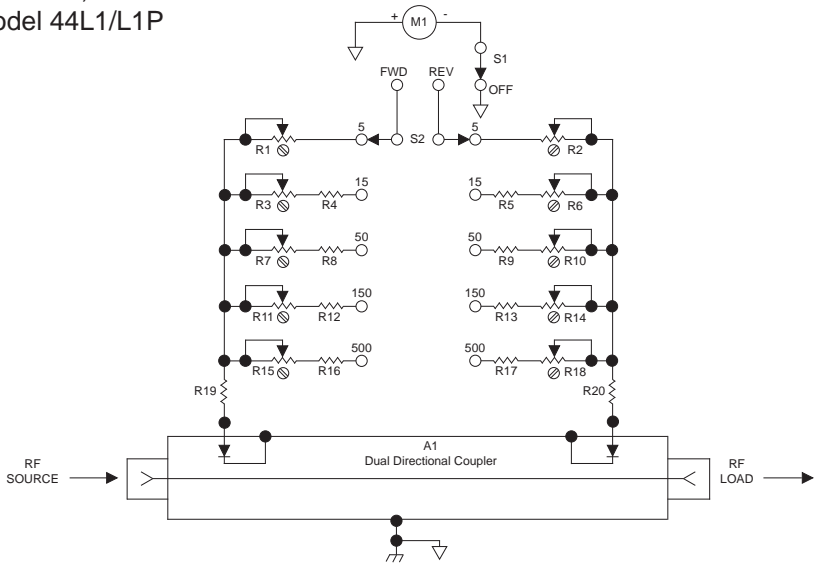 odel 44L1/L1P
+ M1 -
S1
FWD REV
OFF
5 S2 5
R1 R2
15 15
R3 R4 R5 R6
50 50
R7 R8 R9 R10
150 150
R11 R12 R13 R14
500 500
R15 R16 R17 R18
R19 R20
A1
Dual Directional Coupler
RF
SOURCE
RF
LOAD